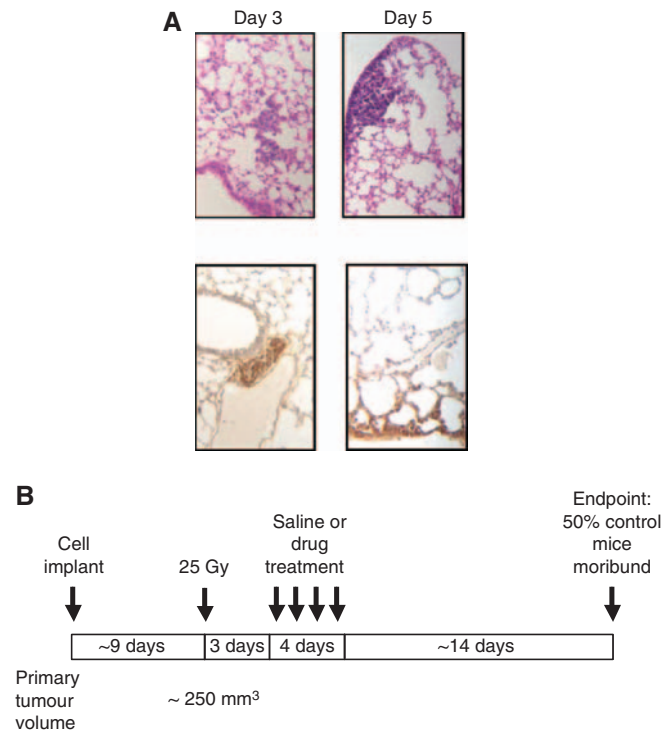 A
Day 3
Day 5
B
Cell
implant
25 Gy
Saline or
drug
treatment
Endpoint:
50% control
mice
moribund
~9 days
3 days
4 days
~14 days
Primary
tumour
volume
~ 250 mm³